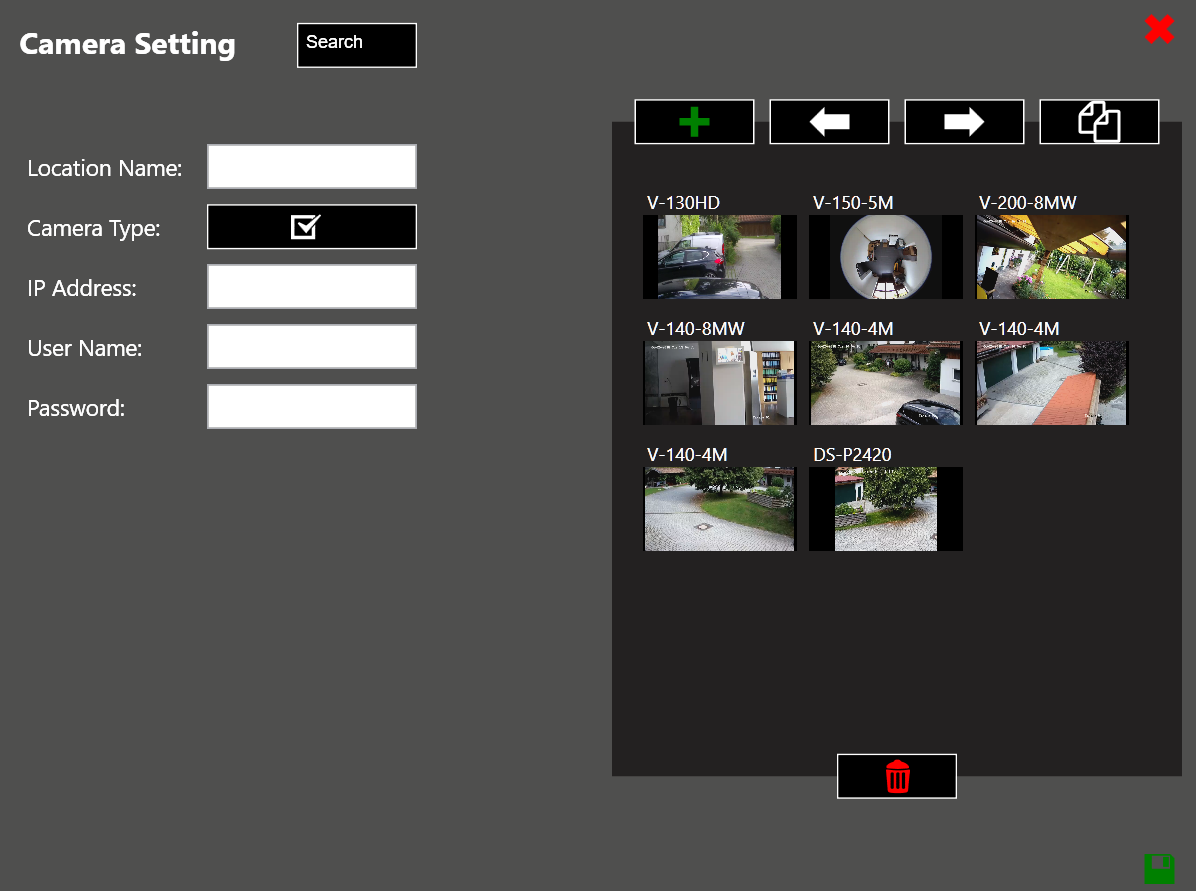 Camera Setting
Search
Location Name:
Camera Type:
IP Address:
User Name:
Password:
V-130HD
V-150-5M
V-200-8MW
V-140-8MW
V-140-4M
V-140-4M
V-140-4M
DS-P2420